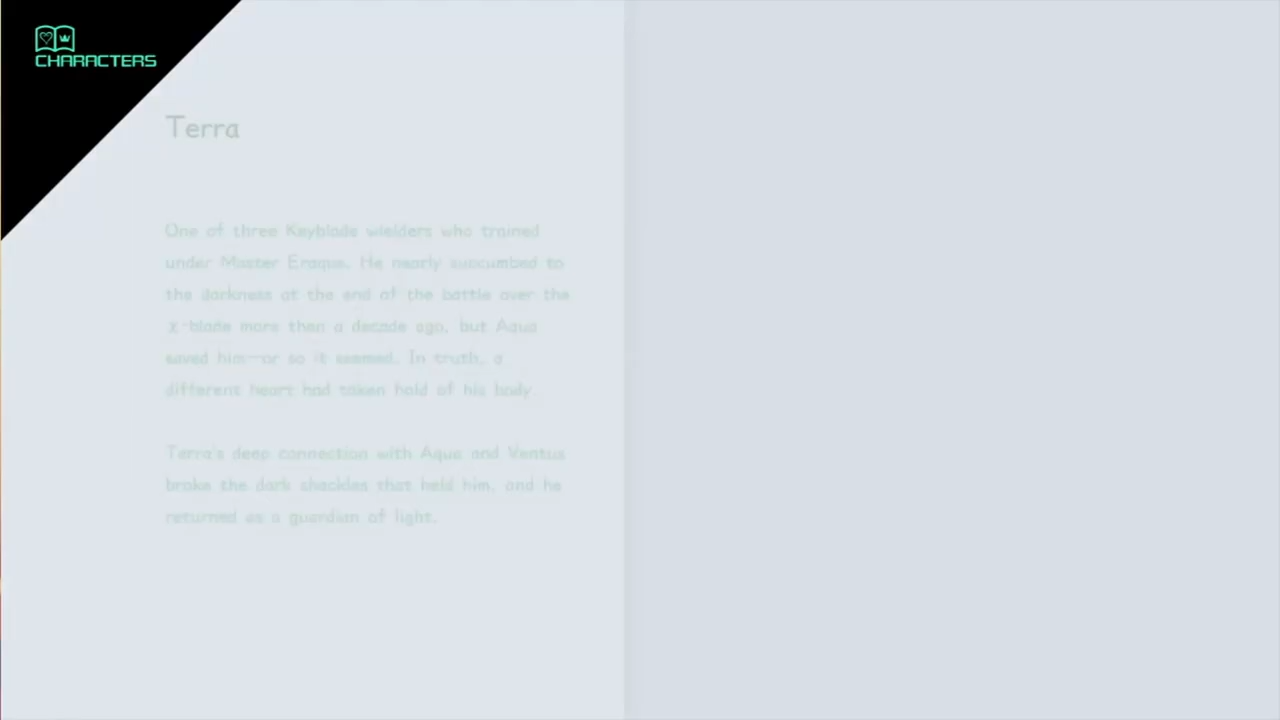 CHARACTERS
Terra
One of three Keyblade wielders who trained
under Master Eraqus. He nearly succumbed to
the darkness at the end of the battle over the
χ-blade more than a decade ago, but Aqua
saved him—or so it seemed. In truth, a
different heart had taken hold of his body.
Terra's deep connection with Aqua and Ventus
broke the dark shackles that held him, and he
returned as a guardian of light.